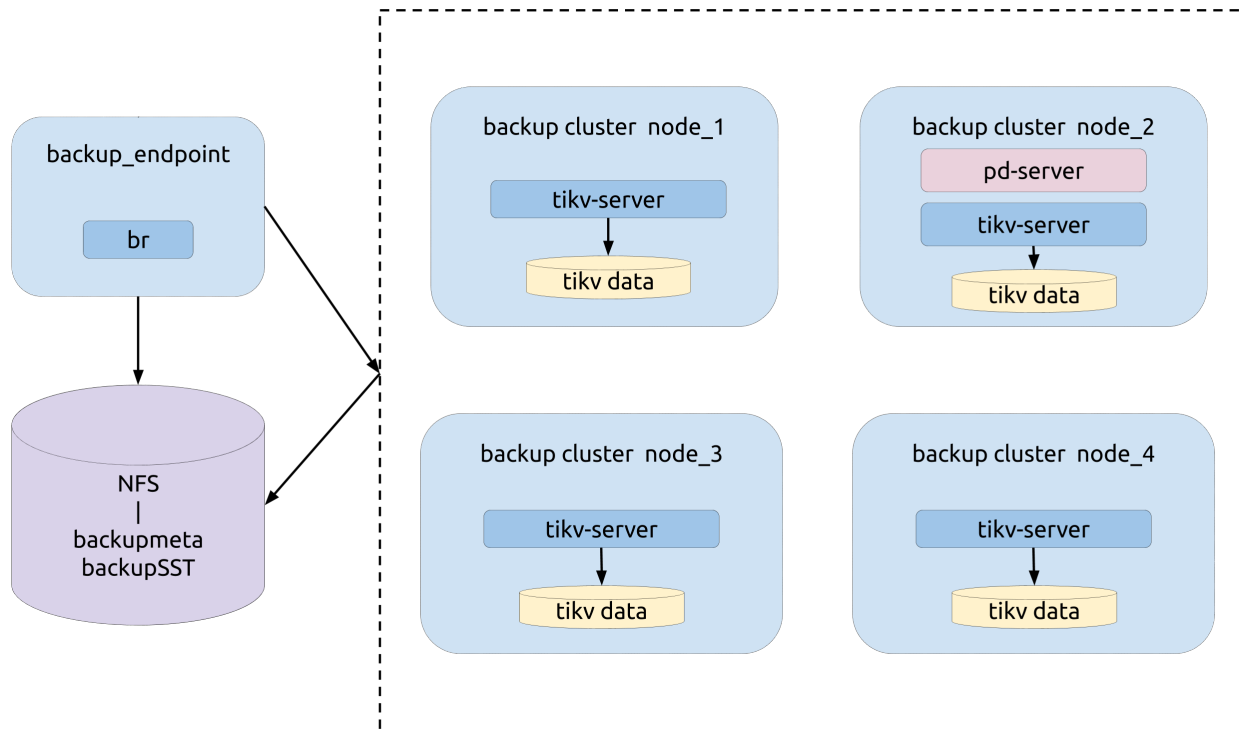 backup_endpoint
br
NFS
backupmeta
backupSST
backup cluster node_1
tikv-server
tikv data
backup cluster node_2
pd-server
tikv-server
tikv data
backup cluster node_3
tikv-server
tikv data
backup cluster node_4
tikv-server
tikv data